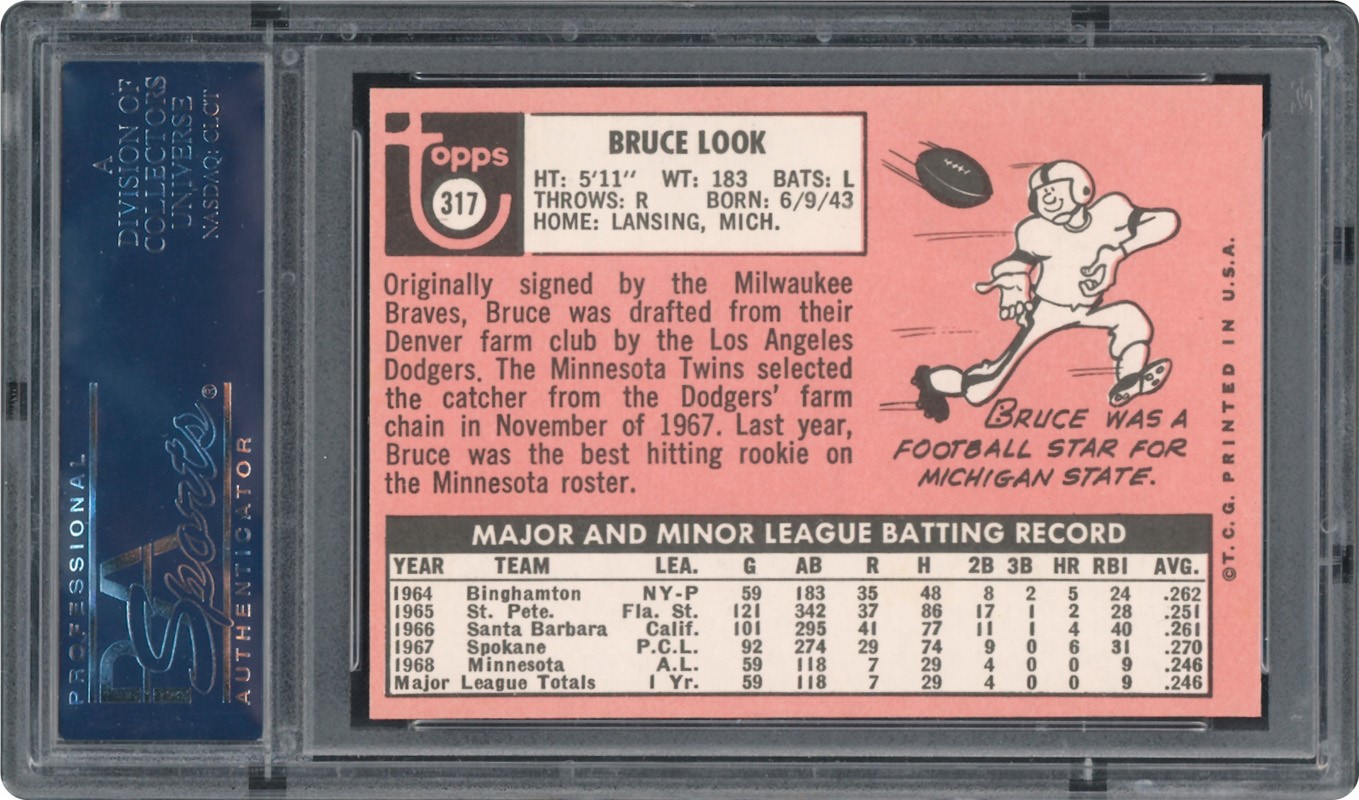 A
DIVISION OF
COLLECTORS
UNIVERSE
NASDAQ: CLCT
PROFESSIONAL
PSA
Sports®
AUTHENTICATOR
topps
317
BRUCE LOOK
HT: 5'11" WT: 183 BATS: L
THROWS: R BORN: 6/9/43
HOME: LANSING, MICH.
Originally signed by the Milwaukee
Braves, Bruce was drafted from their
Denver farm club by the Los Angeles
Dodgers. The Minnesota Twins selected
the catcher from the Dodgers' farm
chain in November of 1967. Last year,
Bruce was the best hitting rookie on
the Minnesota roster.
BRUCE WAS A
FOOTBALL STAR FOR
MICHIGAN STATE.
©T.C.G. PRINTED IN U.S.A.
MAJOR AND MINOR LEAGUE BATTING RECORD
YEAR TEAM LEA. G AB R H 2B 3B HR RBI AVG.
1964 Binghamton NY-P 59 183 35 48 8 2 5 24 .262
1965 St. Pete. Fla. St. 121 342 37 86 17 1 2 28 .251
1966 Santa Barbara Calif. 101 295 41 77 11 1 4 40 .261
1967 Spokane P.C.L. 92 274 29 74 9 0 6 31 .270
1968 Minnesota A.L. 59 118 7 29 4 0 0 9 .246
Major League Totals 1 Yr. 59 118 7 29 4 0 0 9 .246